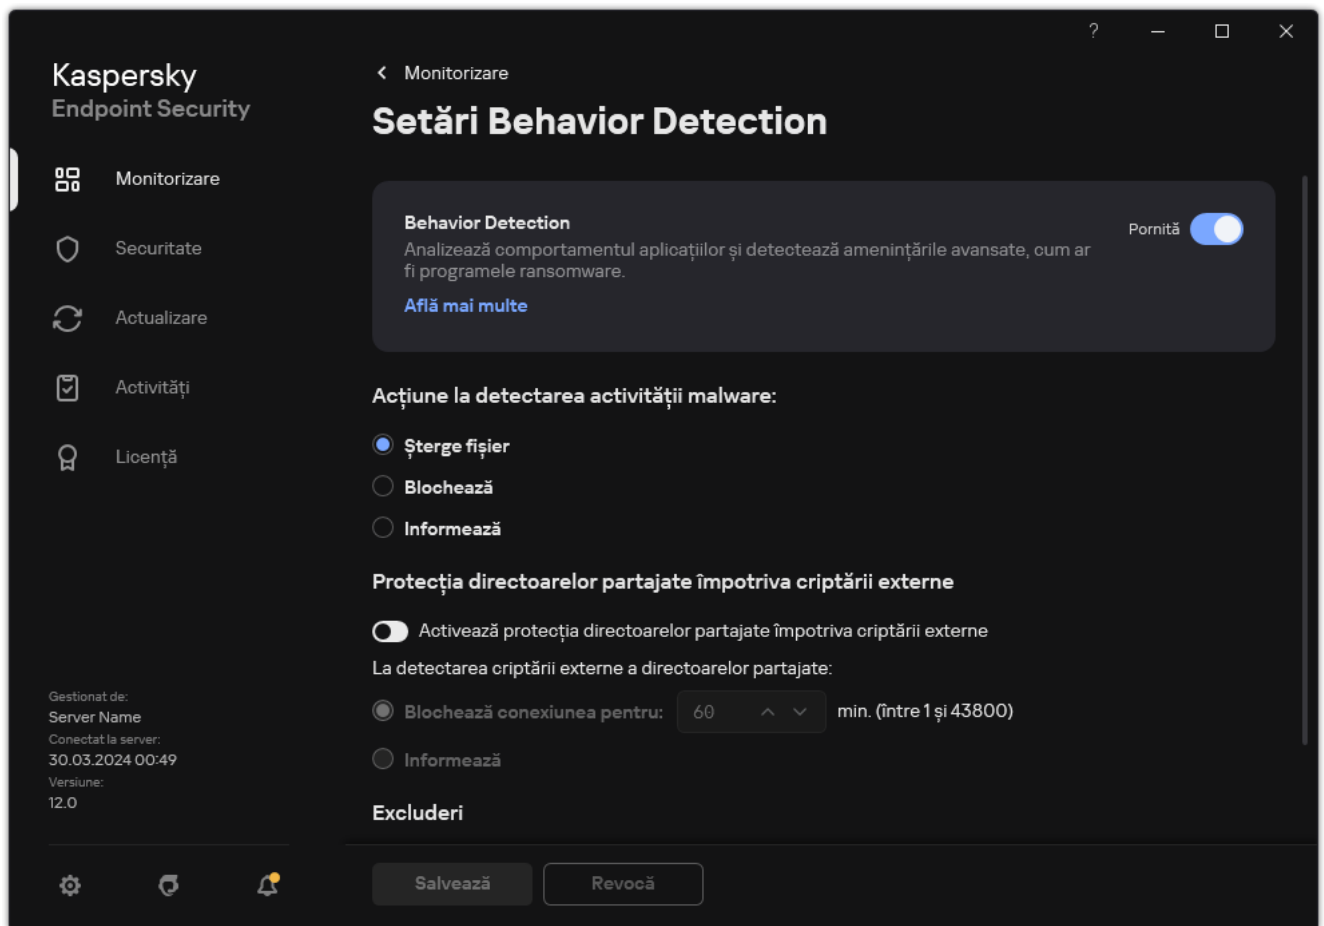 ?
Kaspersky
Endpoint Security
Monitorizare
Securitate
Actualizare
Activități
Licență
Gestionat de:
Server Name
Conectat la server:
30.03.2024 00:49
Versiune:
12.0
Monitorizare
Setări Behavior Detection
Behavior Detection
Analizează comportamentul aplicațiilor și detectează amenințările avansate, cum ar
fi programele ransomware.
Află mai multe
Pornită
Acțiune la detectarea activității malware:
Șterge fișier
Blochează
Informează
Protecția directoarelor partajate împotriva criptării externe
Activează protecția directoarelor partajate împotriva criptării externe
La detectarea criptării externe a directoarelor partajate:
Blochează conexiunea pentru: 60 min. (între 1 și 43800)
Informează
Excluderi
Salvează
Revocă